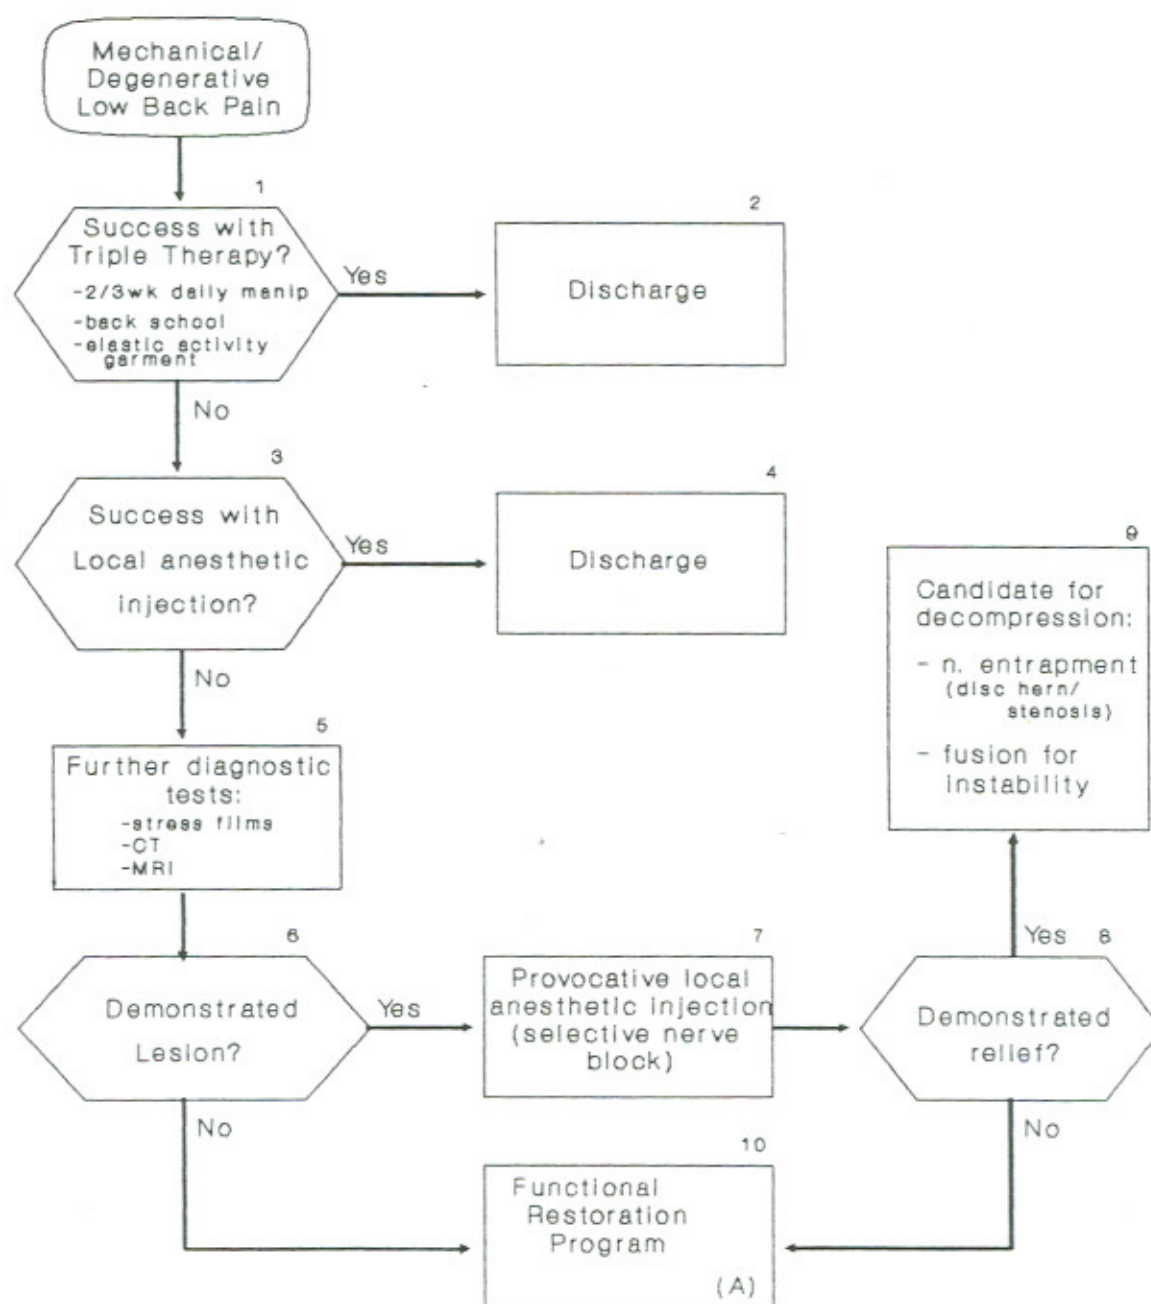 Mechanical/
Degenerative
Low Back Pain
1
Success with
Triple Therapy?
-2/3wk daily manip
-back school
-elastic activity
garment
Yes
2
Discharge
No
3
Success with
Local anesthetic
injection?
Yes
4
Discharge
No
5
Further diagnostic
tests:
-stress films
-CT
-MRI
6
Demonstrated
Lesion?
Yes
7
Provocative local
anesthetic injection
(selective nerve
block)
Yes
8
Demonstrated
relief?
9
Candidate for
decompression:
- n. entrapment
(disc hern/
stenosis)
- fusion for
instability
No
No
10
Functional
Restoration
Program
(A)